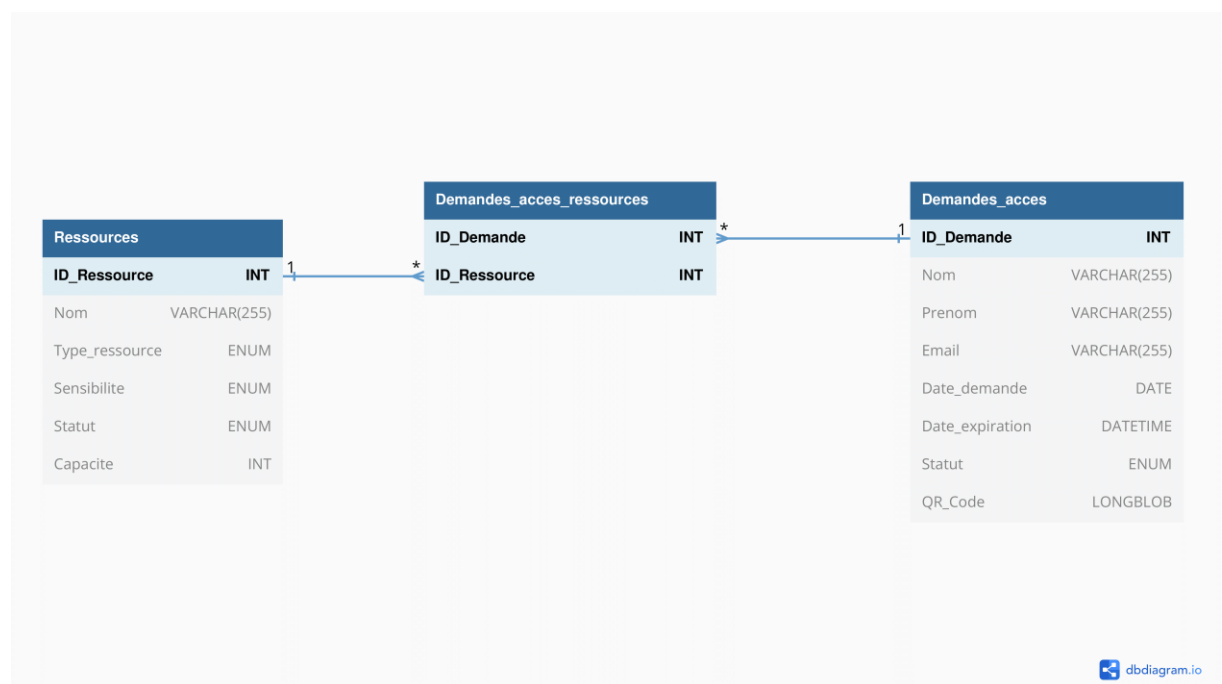 Ressources
ID_Ressource INT
Nom VARCHAR(255)
Type_ressource ENUM
Sensibilite ENUM
Statut ENUM
Capacite INT
1
*
Demandes_acces_ressources
ID_Demande INT
ID_Ressource INT
*
1
Demandes_acces
ID_Demande INT
Nom VARCHAR(255)
Prenom VARCHAR(255)
Email VARCHAR(255)
Date_demande DATE
Date_expiration DATETIME
Statut ENUM
QR_Code LONGBLOB
dbdiagram.io